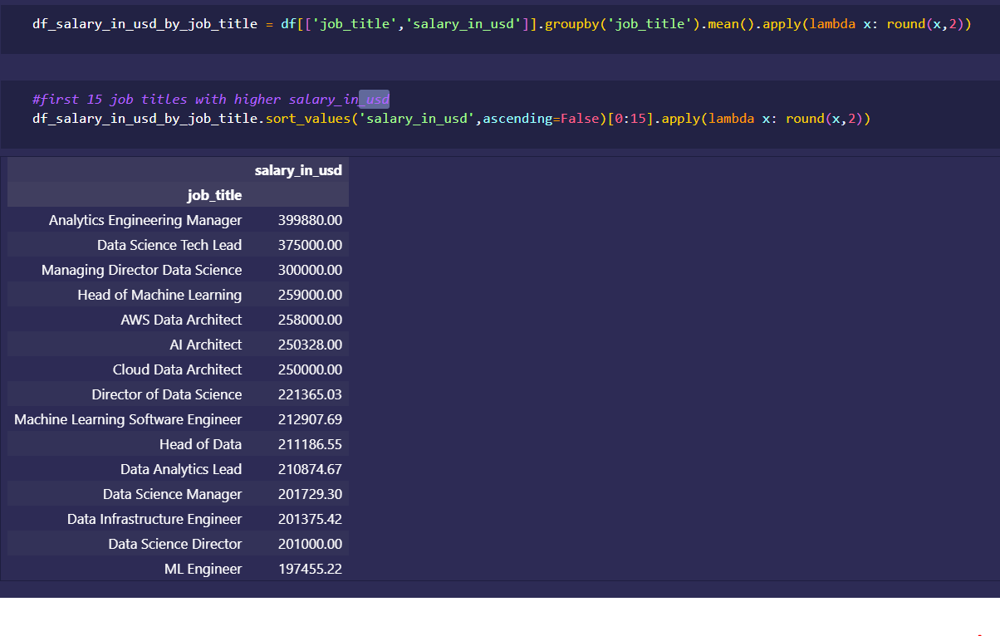 df_salary_in_usd_by_job_title = df[['job_title','salary_in_usd']].groupby('job_title').mean().apply(lambda x: round(x,2))
#first 15 job titles with higher salary_in_usd
df_salary_in_usd_by_job_title.sort_values('salary_in_usd',ascending=False)[0:15].apply(lambda x: round(x,2))
salary_in_usd
job_title
Analytics Engineering Manager 399880.00
Data Science Tech Lead 375000.00
Managing Director Data Science 300000.00
Head of Machine Learning 259000.00
AWS Data Architect 258000.00
AI Architect 250328.00
Cloud Data Architect 250000.00
Director of Data Science 221365.03
Machine Learning Software Engineer 212907.69
Head of Data 211186.55
Data Analytics Lead 210874.67
Data Science Manager 201729.30
Data Infrastructure Engineer 201375.42
Data Science Director 201000.00
ML Engineer 197455.22